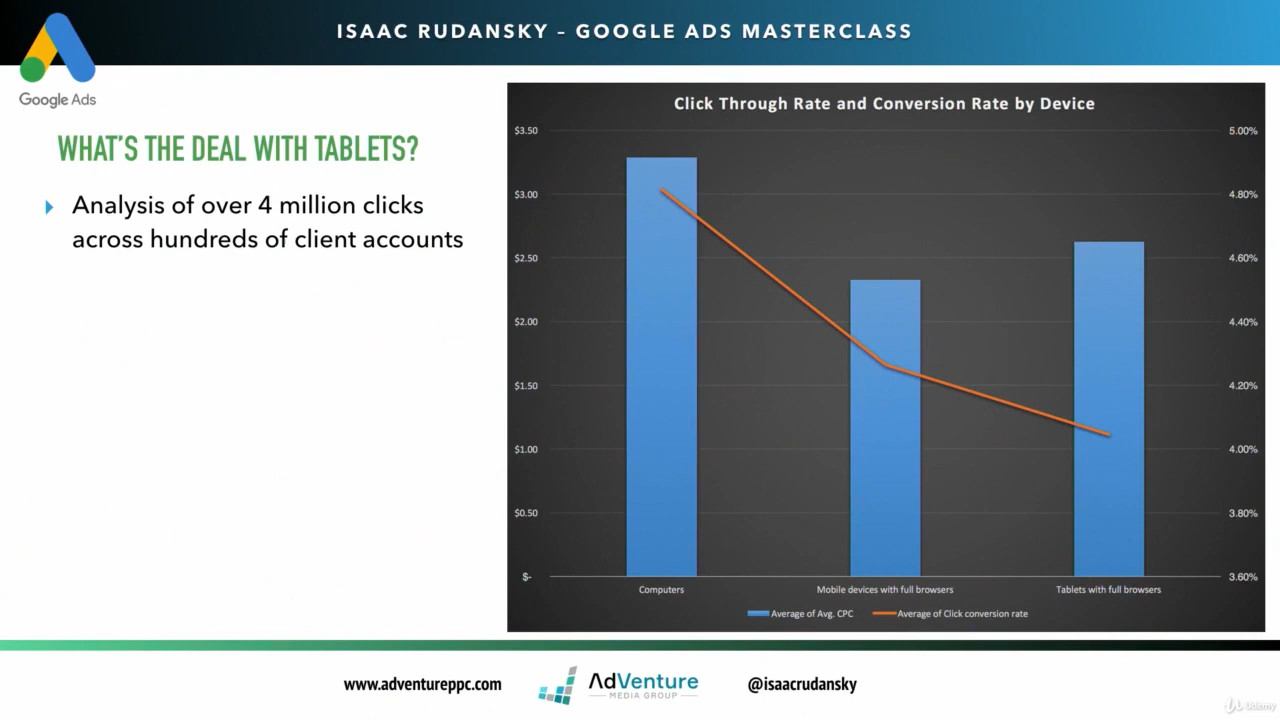 ISAAC RUDANSKY – GOOGLE ADS MASTERCLASS
Google Ads
WHAT'S THE DEAL WITH TABLETS?
Analysis of over 4 million clicks
across hundreds of client accounts
Click Through Rate and Conversion Rate by Device
$3.50
$3.00
$2.50
$2.00
$1.50
$1.00
$0.50
$-
5.00%
4.80%
4.60%
4.40%
4.20%
4.00%
3.80%
3.60%
Computers
Mobile devices with full browsers
Tablets with full browsers
Average of Avg. CPC
Average of Click conversion rate
www.adventureppc.com
AdVenture
MEDIA GROUP
@isaacrudansky
Udemy